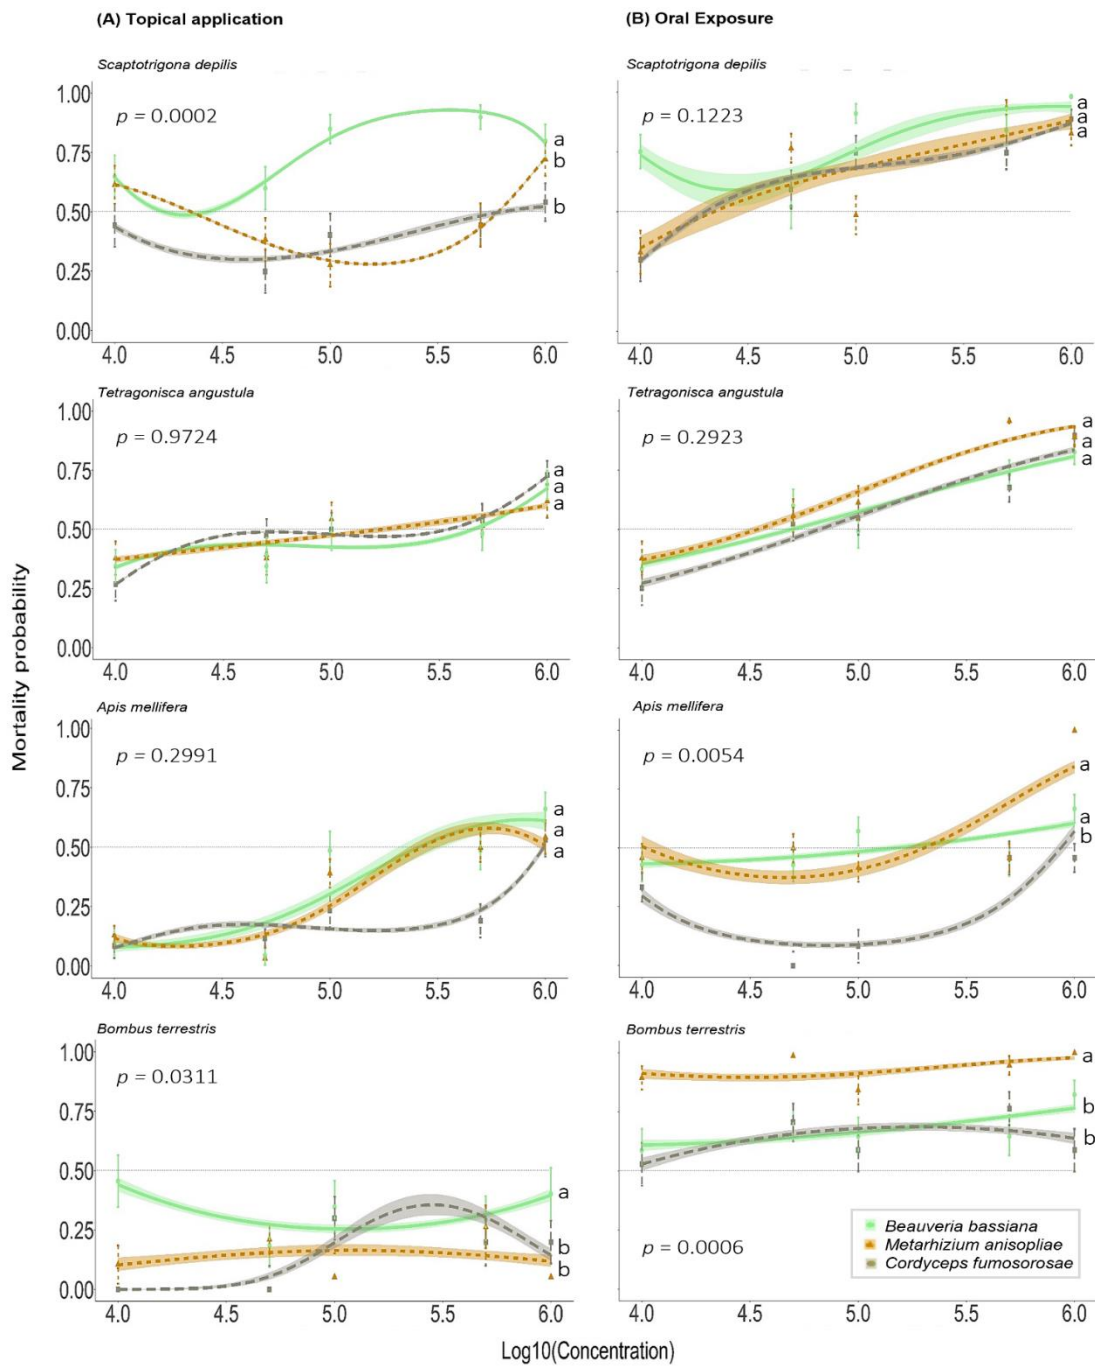 (A) Topical application
(B) Oral Exposure
Scaptotrigona depilis
1.00
0.75
0.50
0.25
0.00
p = 0.0002
a
b
b
4.0 4.5 5.0 5.5 6.0
Scaptotrigona depilis
p = 0.1223
a
a
a
4.0 4.5 5.0 5.5 6.0
Tetragonisca angustula
1.00
0.75
0.50
0.25
0.00
p = 0.9724
a
a
a
4.0 4.5 5.0 5.5 6.0
Tetragonisca angustula
p = 0.2923
a
a
a
4.0 4.5 5.0 5.5 6.0
Mortality probability
Apis mellifera
1.00
0.75
0.50
0.25
0.00
p = 0.2991
a
a
a
4.0 4.5 5.0 5.5 6.0
Apis mellifera
p = 0.0054
a
a
b
4.0 4.5 5.0 5.5 6.0
Bombus terrestris
1.00
0.75
0.50
0.25
0.00
p = 0.0311
a
b
b
4.0 4.5 5.0 5.5 6.0
Bombus terrestris
a
b
b
p = 0.0006
Beauveria bassiana
Metarhizium anisopliae
Cordyceps fumosorosae
4.0 4.5 5.0 5.5 6.0
Log10(Concentration)